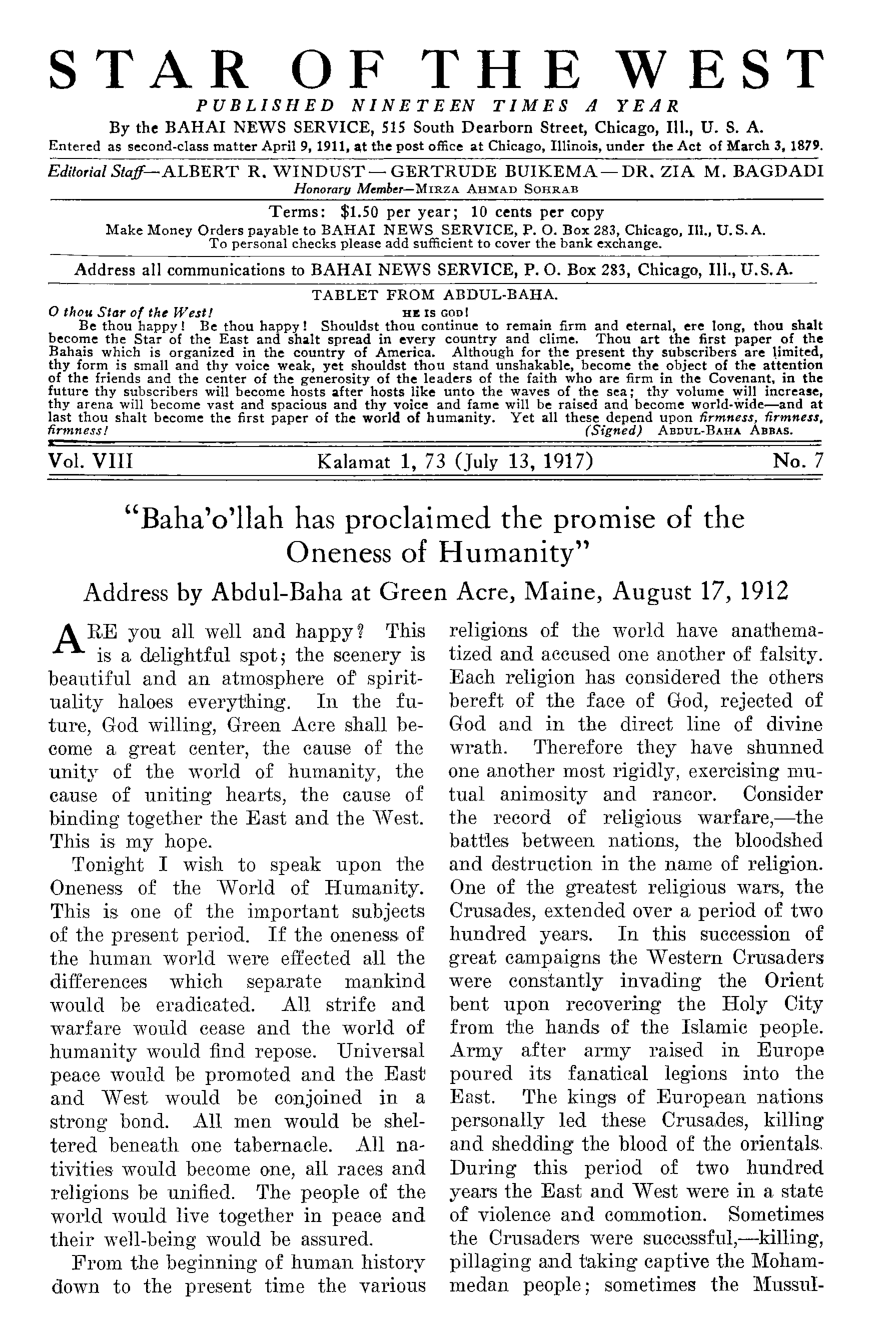 STAR OF THE WEST
PUBLISHED NINETEEN TIMES A YEAR
By the BAHAI NEWS SERVICE, 515 South Dearborn Street, Chicago, Ill., U. S. A.
Entered as second-class matter April 9, 1911, at the post office at Chicago, Illinois, under the Act of March 3, 1879.
Editorial Staff—ALBERT R. WINDUST—GERTRUDE BUIKEMA—DR. ZIA M. BAGDADI
Honorary Member—MIRZA AHMAD SOHRAB
Terms: $1.50 per year; 10 cents per copy
Make Money Orders payable to BAHAI NEWS SERVICE, P. O. Box 283, Chicago, Ill., U.S.A.
To personal checks please add sufficient to cover the bank exchange.
Address all communications to BAHAI NEWS SERVICE, P. O. Box 283, Chicago, Ill., U.S.A.
TABLET FROM ABDUL-BAHA.
O thou Star of the West! HE IS GOD!
Be thou happy! Be thou happy! Shouldst thou continue to remain firm and eternal, ere long, thou shalt
become the Star of the East and shalt spread in every country and clime. Thou art the first paper of the
Bahais which is organized in the country of America. Although for the present thy subscribers are limited,
thy form is small and thy voice weak, yet shouldst thou stand unshakable, become the object of the attention
of the friends and the center of the generosity of the leaders of the faith who are firm in the Covenant, in the
future thy subscribers will become hosts after hosts like unto the waves of the sea; thy volume will increase,
thy arena will become vast and spacious and thy voice and fame will be raised and become world-wide—and at
last thou shalt become the first paper of the world of humanity. Yet all these depend upon firmness, firmness,
firmness! (Signed) ABDUL-BAHA ABBAS.
Vol. VIII Kalamat 1, 73 (July 13, 1917) No. 7
"Baha'o'llah has proclaimed the promise of the
Oneness of Humanity"
Address by Abdul-Baha at Green Acre, Maine, August 17, 1912
ARE you all well and happy? This
is a delightful spot; the scenery is
beautiful and an atmosphere of spirit-
uality haloes everything. In the fu-
ture, God willing, Green Acre shall be-
come a great center, the cause of the
unity of the world of humanity, the
cause of uniting hearts, the cause of
binding together the East and the West.
This is my hope.
Tonight I wish to speak upon the
Oneness of the World of Humanity.
This is one of the important subjects
of the present period. If the oneness of
the human world were effected all the
differences which separate mankind
would be eradicated. All strife and
warfare would cease and the world of
humanity would find repose. Universal
peace would be promoted and the East
and West would be conjoined in a
strong bond. All men would be shel-
tered beneath one tabernacle. All na-
tivities would become one, all races and
religions be unified. The people of the
world would live together in peace and
their well-being would be assured.
From the beginning of human history
down to the present time the various
religions of the world have anathema-
tized and accused one another of falsity.
Each religion has considered the others
bereft of the face of God, rejected of
God and in the direct line of divine
wrath. Therefore they have shunned
one another most rigidly, exercising mu-
tual animosity and rancor. Consider
the record of religious warfare,—the
battles between nations, the bloodshed
and destruction in the name of religion.
One of the greatest religious wars, the
Crusades, extended over a period of two
hundred years. In this succession of
great campaigns the Western Crusaders
were constantly invading the Orient
bent upon recovering the Holy City
from the hands of the Islamic people.
Army after army raised in Europe
poured its fanatical legions into the
East. The kings of European nations
personally led these Crusades, killing
and shedding the blood of the orientals.
During this period of two hundred
years the East and West were in a state
of violence and commotion. Sometimes
the Crusaders were successful,—killing,
pillaging and taking captive the Moham-
medan people; sometimes the Mussul-